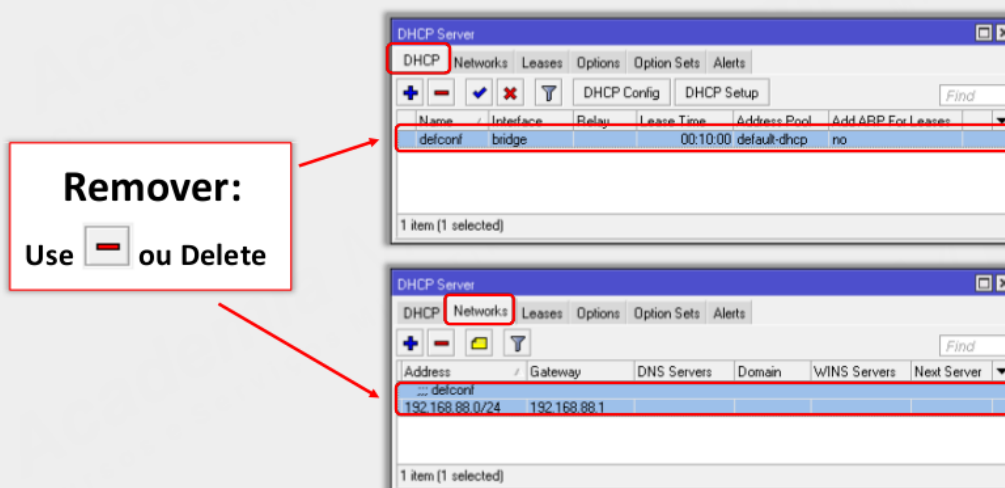 DHCP Server
DHCP Networks Leases Options Option Sets Alerts
DHCP Config DHCP Setup Find
Name Interface Relay Lease Time Address Pool Add ARP For Leases
defconf bridge 00:10:00 default-dhcp no
1 item (1 selected)
Remover:
Use ou Delete
DHCP Server
DHCP Networks Leases Options Option Sets Alerts
Find
Address Gateway DNS Servers Domain WINS Servers Next Server
;;; defconf
192.168.88.0/24 192.168.88.1
1 item (1 selected)